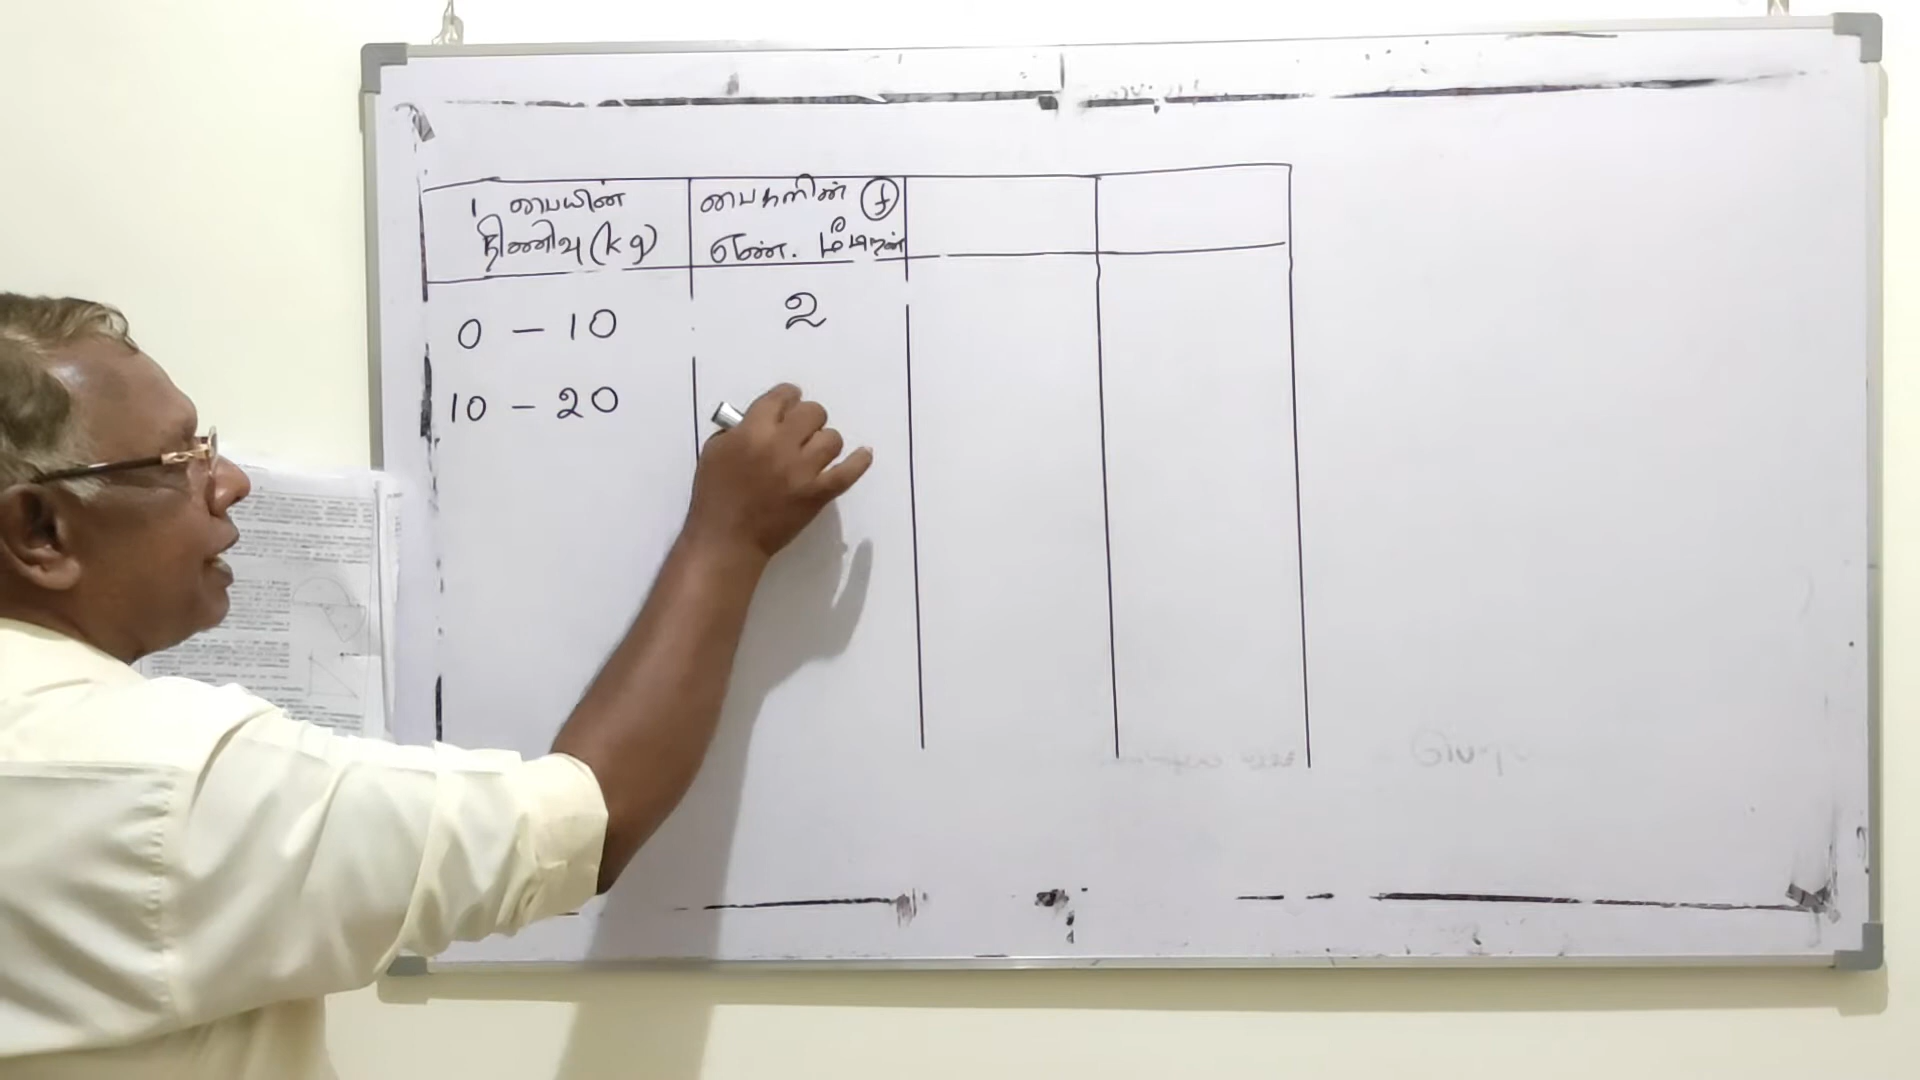 1 பையின் நிணிவு (kg)
பைகளின் f எண். மீடிறன்
0 - 10 2
10 - 20